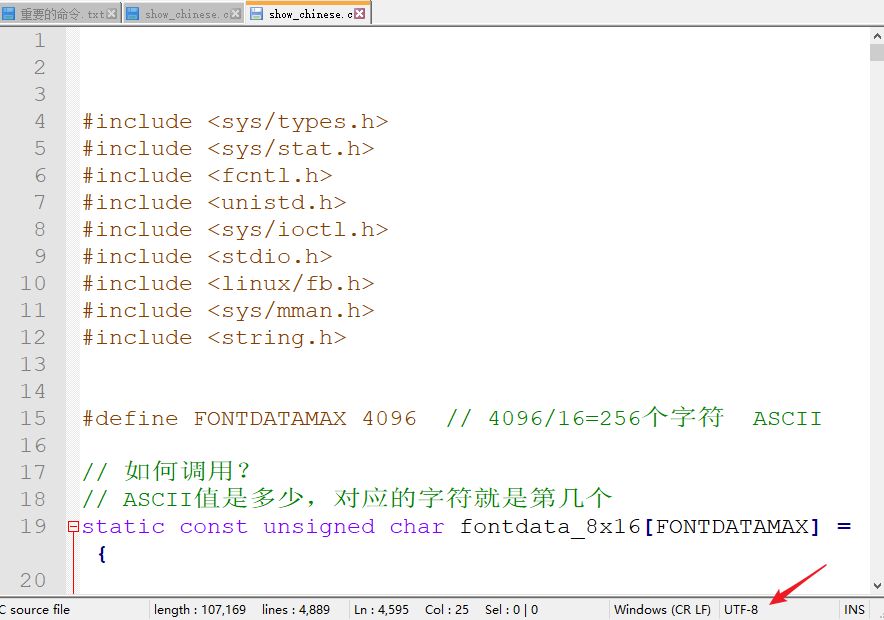 重要的命令.txt show_chinese.c show_chinese.c
1
2
3
4 #include <sys/types.h>
5 #include <sys/stat.h>
6 #include <fcntl.h>
7 #include <unistd.h>
8 #include <sys/ioctl.h>
9 #include <stdio.h>
10 #include <linux/fb.h>
11 #include <sys/mman.h>
12 #include <string.h>
13
14
15 #define FONTDATAMAX 4096  // 4096/16=256个字符  ASCII
16
17 // 如何调用？
18 // ASCII值是多少，对应的字符就是第几个
19 static const unsigned char fontdata_8x16[FONTDATAMAX] =
{
20
C source file length : 107,169 lines : 4,889 Ln : 4,595 Col : 25 Sel : 0 | 0 Windows (CR LF) UTF-8 INS